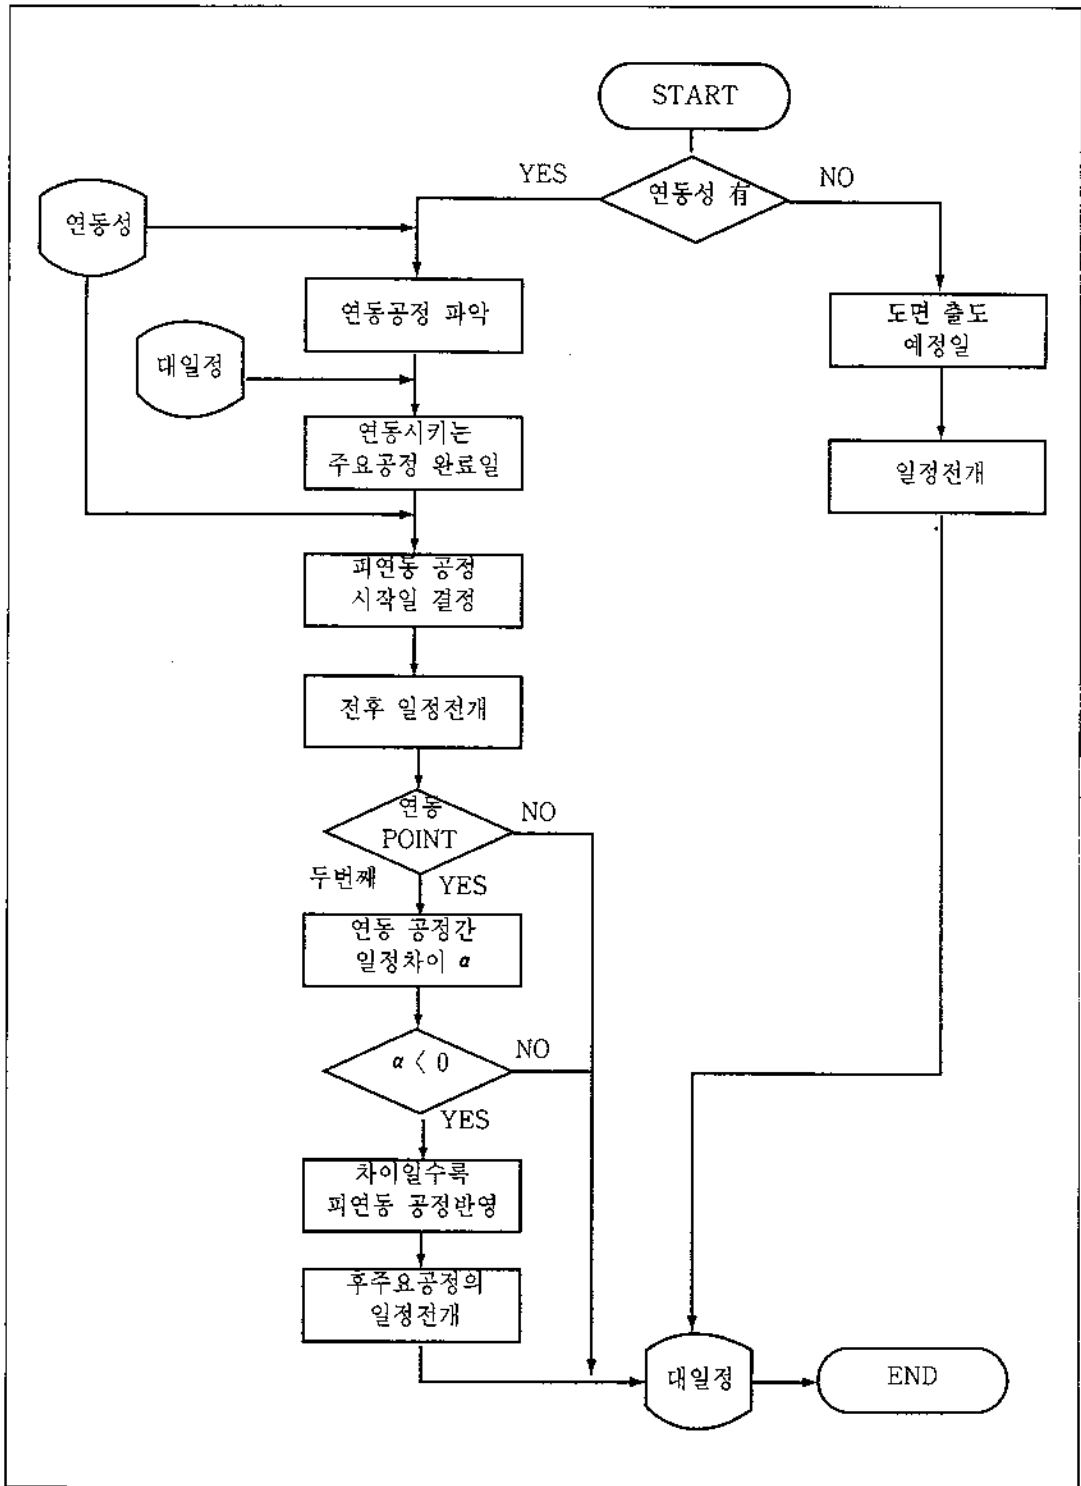 START
YES
연동성 有
NO
연동성
연동공정 파악
도면 출도
예정일
대일정
연동시키는
주요공정 완료일
일정전개
피연동 공정
시작일 결정
전후 일정전개
연동
POINT
NO
두번째
YES
연동 공정간
일정차이 α
α < 0
NO
YES
차이일수록
피연동 공정반영
후주요공정의
일정전개
대일정
END